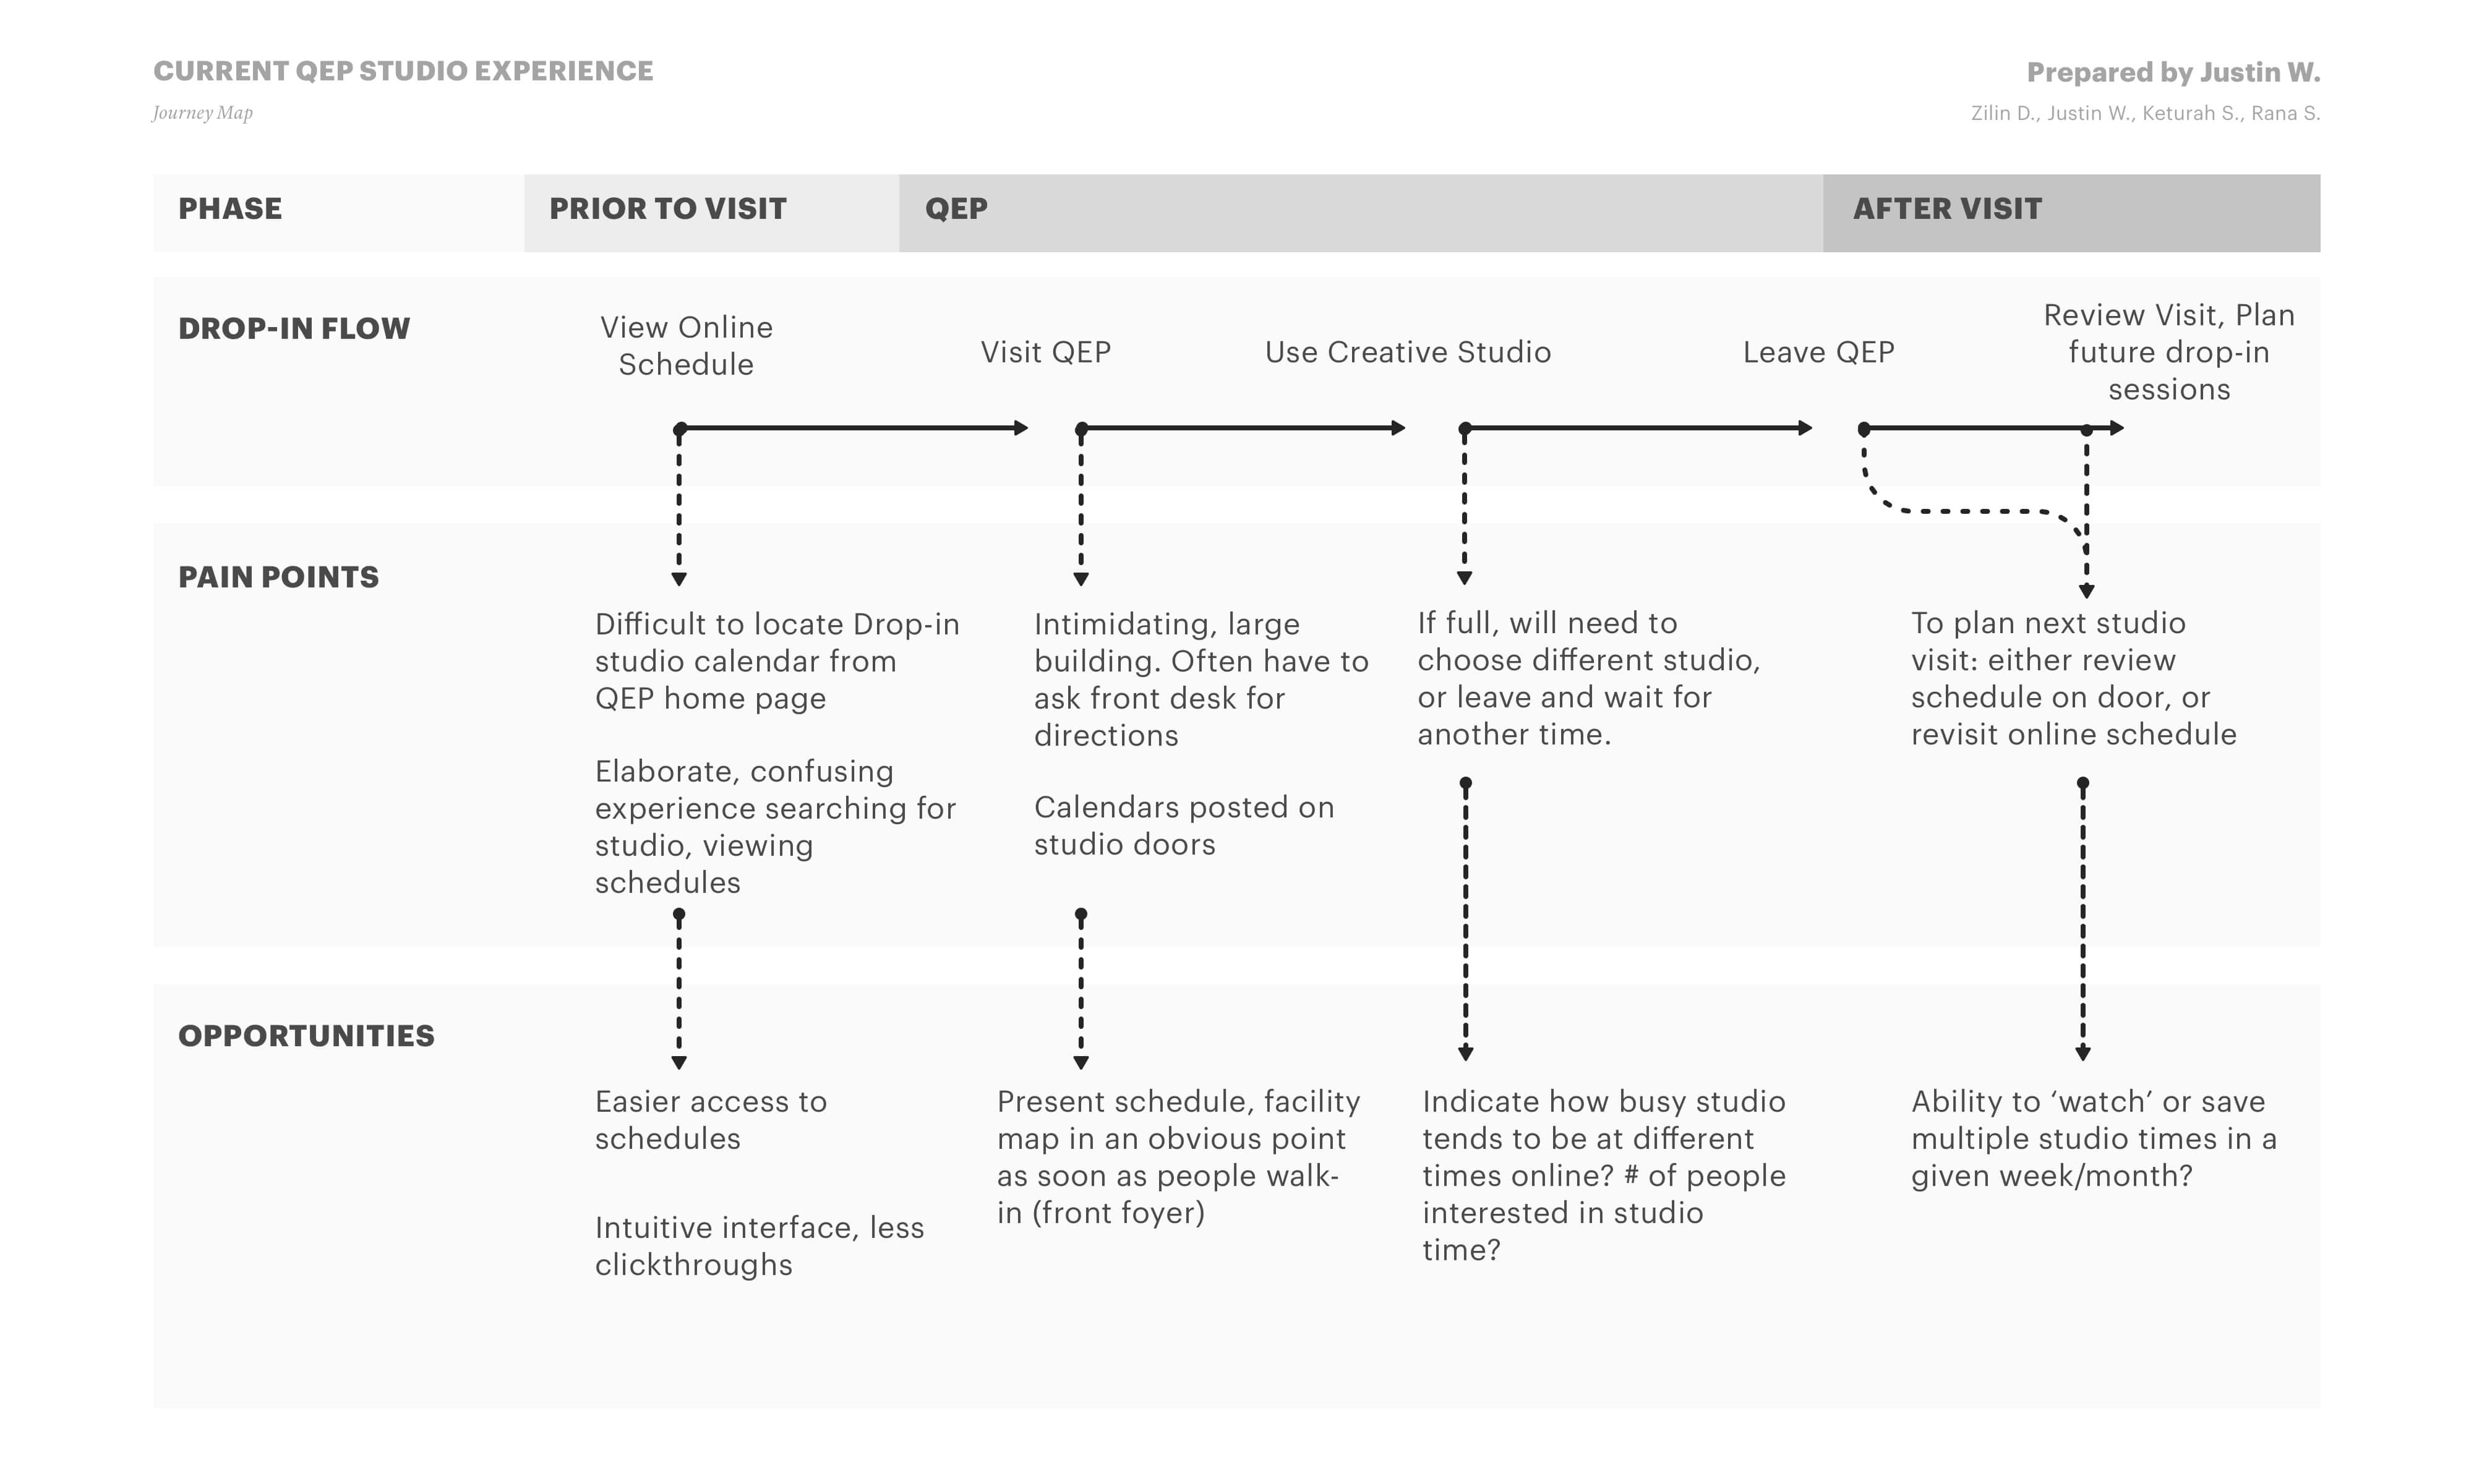 CURRENT QEP STUDIO EXPERIENCE
Journey Map
Prepared by Justin W.
Zilin D., Justin W., Keturah S., Rana S.
PHASE
PRIOR TO VISIT
QEP
AFTER VISIT
DROP-IN FLOW
View Online
Schedule
Visit QEP
Use Creative Studio
Leave QEP
Review Visit, Plan
future drop-in
sessions
PAIN POINTS
Difficult to locate Drop-in
studio calendar from
QEP home page
Elaborate, confusing
experience searching for
studio, viewing
schedules
Intimidating, large
building. Often have to
ask front desk for
directions
Calendars posted on
studio doors
If full, will need to
choose different studio,
or leave and wait for
another time.
To plan next studio
visit: either review
schedule on door, or
revisit online schedule
OPPORTUNITIES
Easier access to
schedules
Intuitive interface, less
clickthroughs
Present schedule, facility
map in an obvious point
as soon as people walk-
in (front foyer)
Indicate how busy studio
tends to be at different
times online? # of people
interested in studio
time?
Ability to ‘watch’ or save
multiple studio times in a
given week/month?